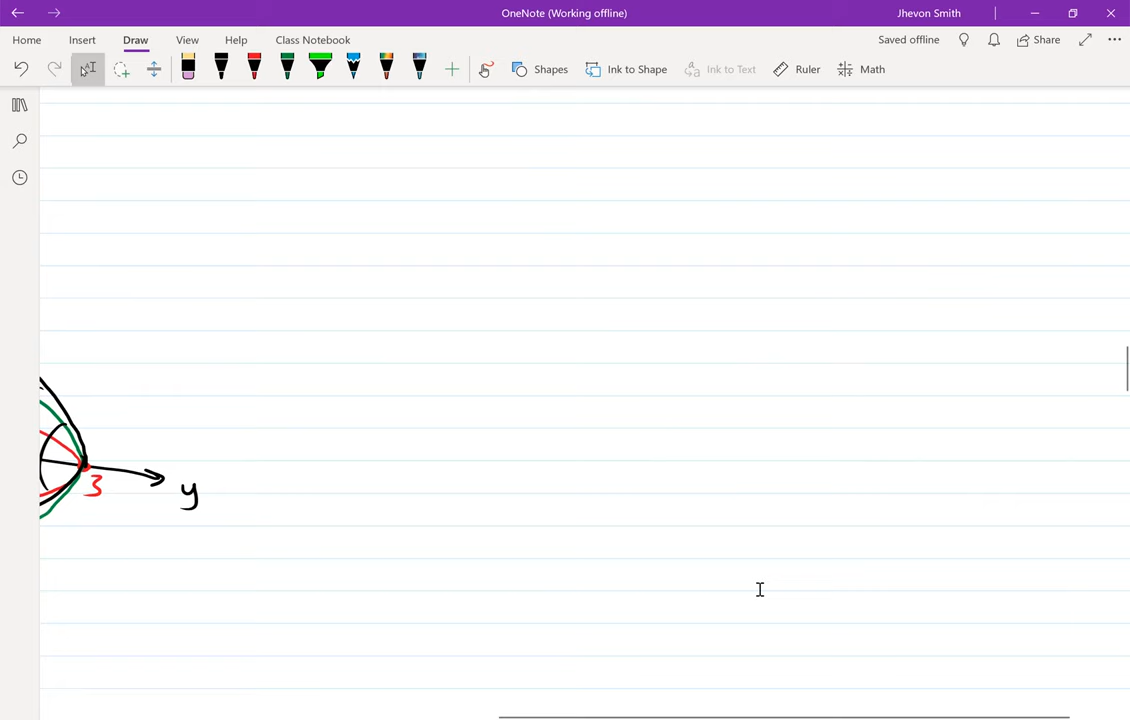 OneNote (Working offline)
Jhevon Smith
Home Insert Draw View Help Class Notebook
Saved offline Share
Shapes Ink to Shape Ink to Text Ruler Math
3
y